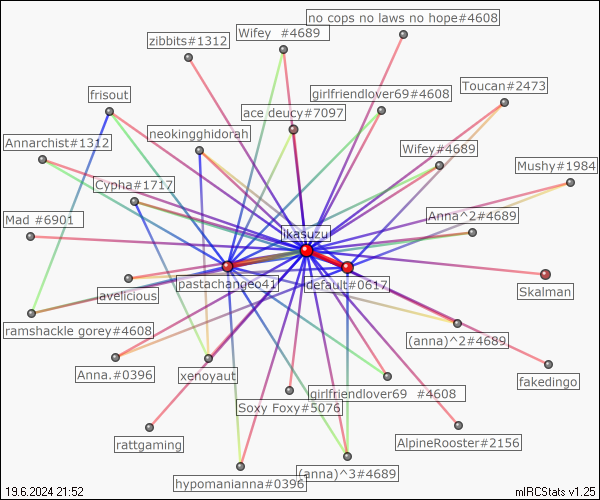 no cops no laws no hope#4608
zibbits#1312
Wifey #4689
Toucan#2473
frisout
girlfriendlover69#4608
ace deucy#7097
neokingghidorah
Annarchist#1312
Wifey#4689
Mushy#1984
Cypha#1717
Mad #6901
Anna^2#4689
ikasuzu
pastachangeo41
default#0617
Skalman
avelicious
ramshackle gorey#4608
(anna)^2#4689
Anna.#0396
xenoyaut
fakedingo
girlfriendlover69 #4608
Soxy Foxy#5076
rattgaming
AlpineRooster#2156
(anna)^3#4689
hypomanianna#0396
19.6.2024 21:52
mIRCStats v1.25